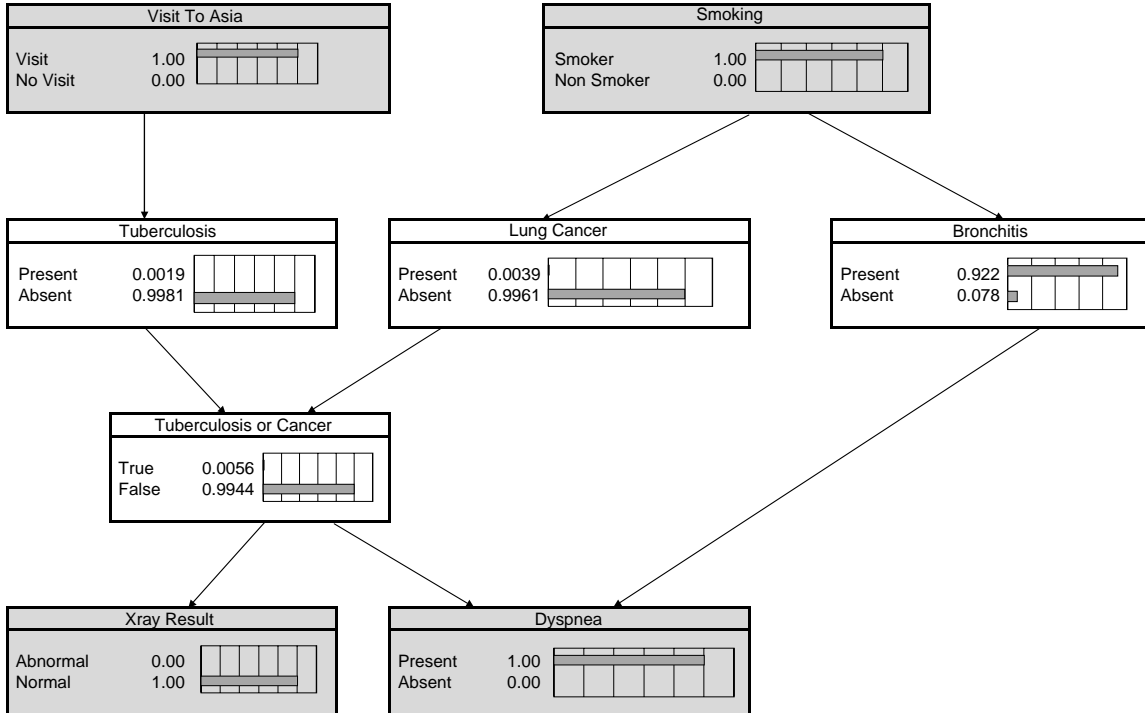 Visit To Asia
Visit 1.00
No Visit 0.00
Smoking
Smoker 1.00
Non Smoker 0.00
Tuberculosis
Present 0.0019
Absent 0.9981
Lung Cancer
Present 0.0039
Absent 0.9961
Bronchitis
Present 0.922
Absent 0.078
Tuberculosis or Cancer
True 0.0056
False 0.9944
Xray Result
Abnormal 0.00
Normal 1.00
Dyspnea
Present 1.00
Absent 0.00